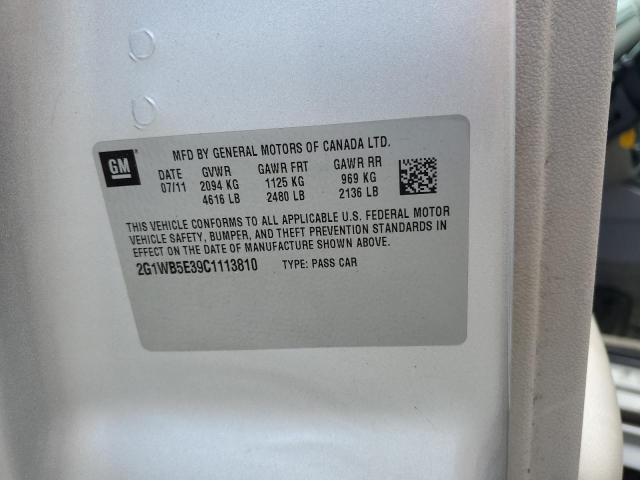 GM
MFD BY GENERAL MOTORS OF CANADA LTD.
DATE GVWR GAWR FRT GAWR RR
07/11 2094 KG 1125 KG 969 KG
4616 LB 2480 LB 2136 LB
THIS VEHICLE CONFORMS TO ALL APPLICABLE U.S. FEDERAL MOTOR
VEHICLE SAFETY, BUMPER, AND THEFT PREVENTION STANDARDS IN
EFFECT ON THE DATE OF MANUFACTURE SHOWN ABOVE.
2G1WB5E39C1113810 TYPE: PASS CAR